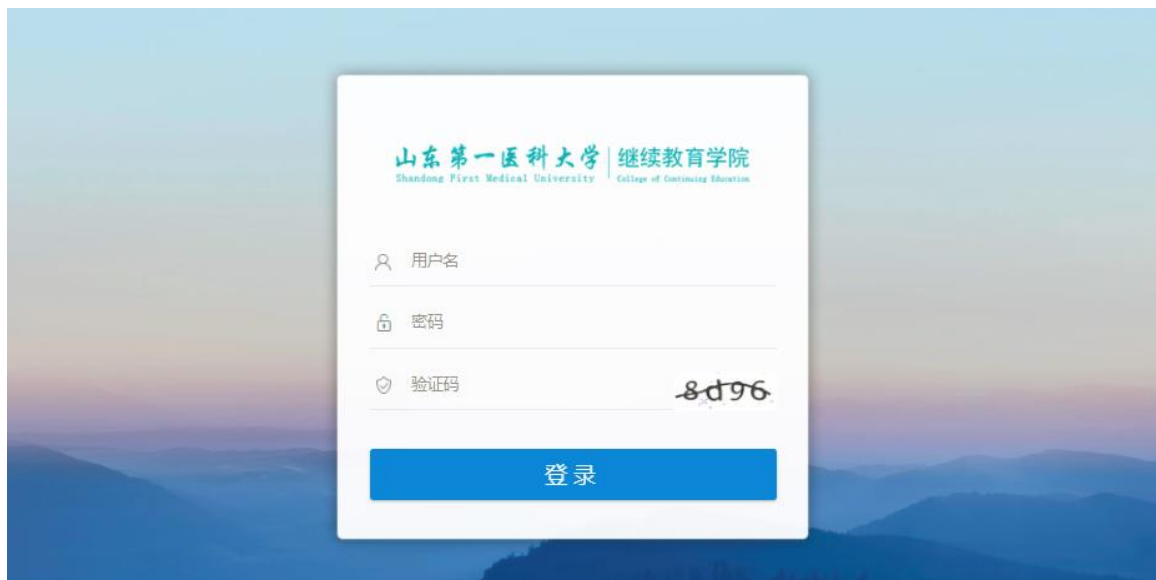 山东第一医科大学 继续教育学院
Shandong First Medical University College of Continuing Education
用户名
密码
验证码 8d96
登录